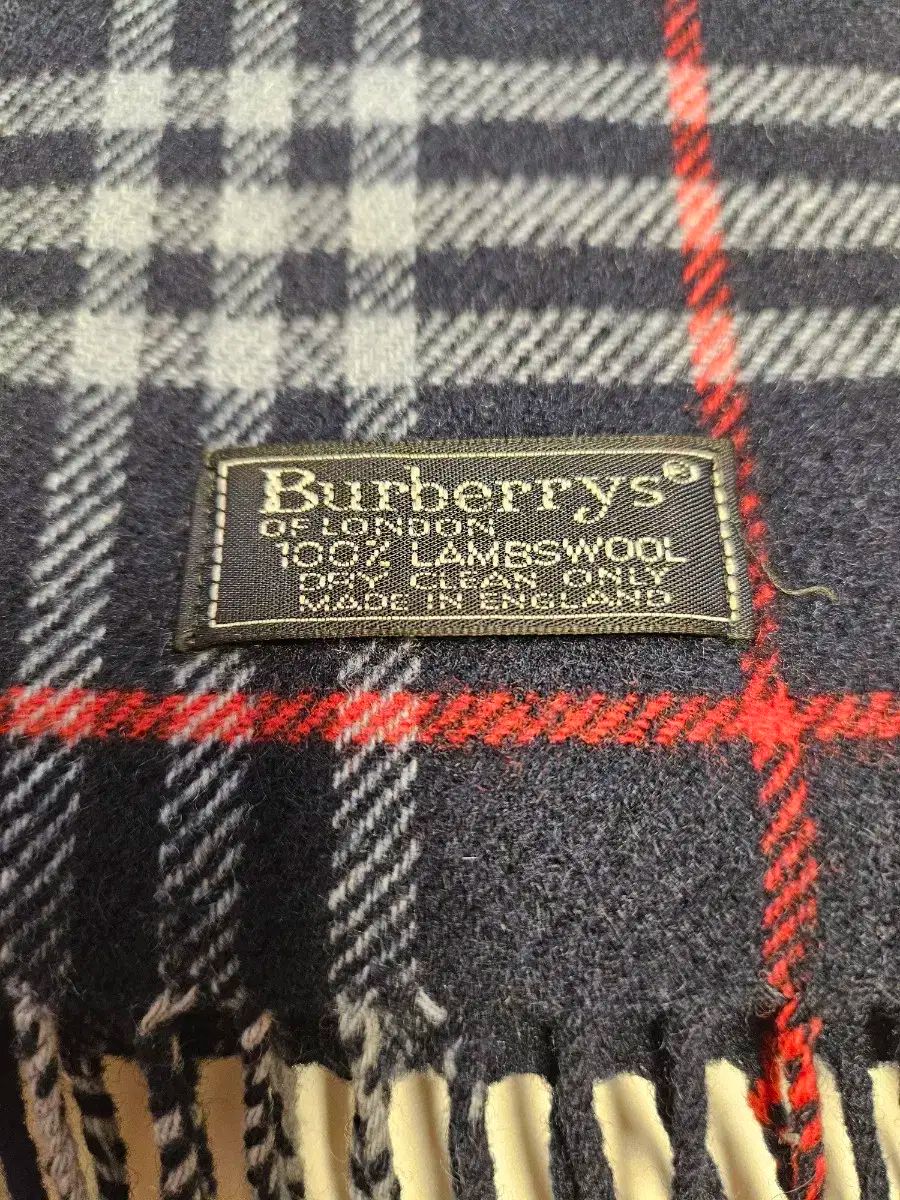 Burberrys®
OF LONDON
100% LAMBSWOOL
DRY CLEAN ONLY
MADE IN ENGLAND